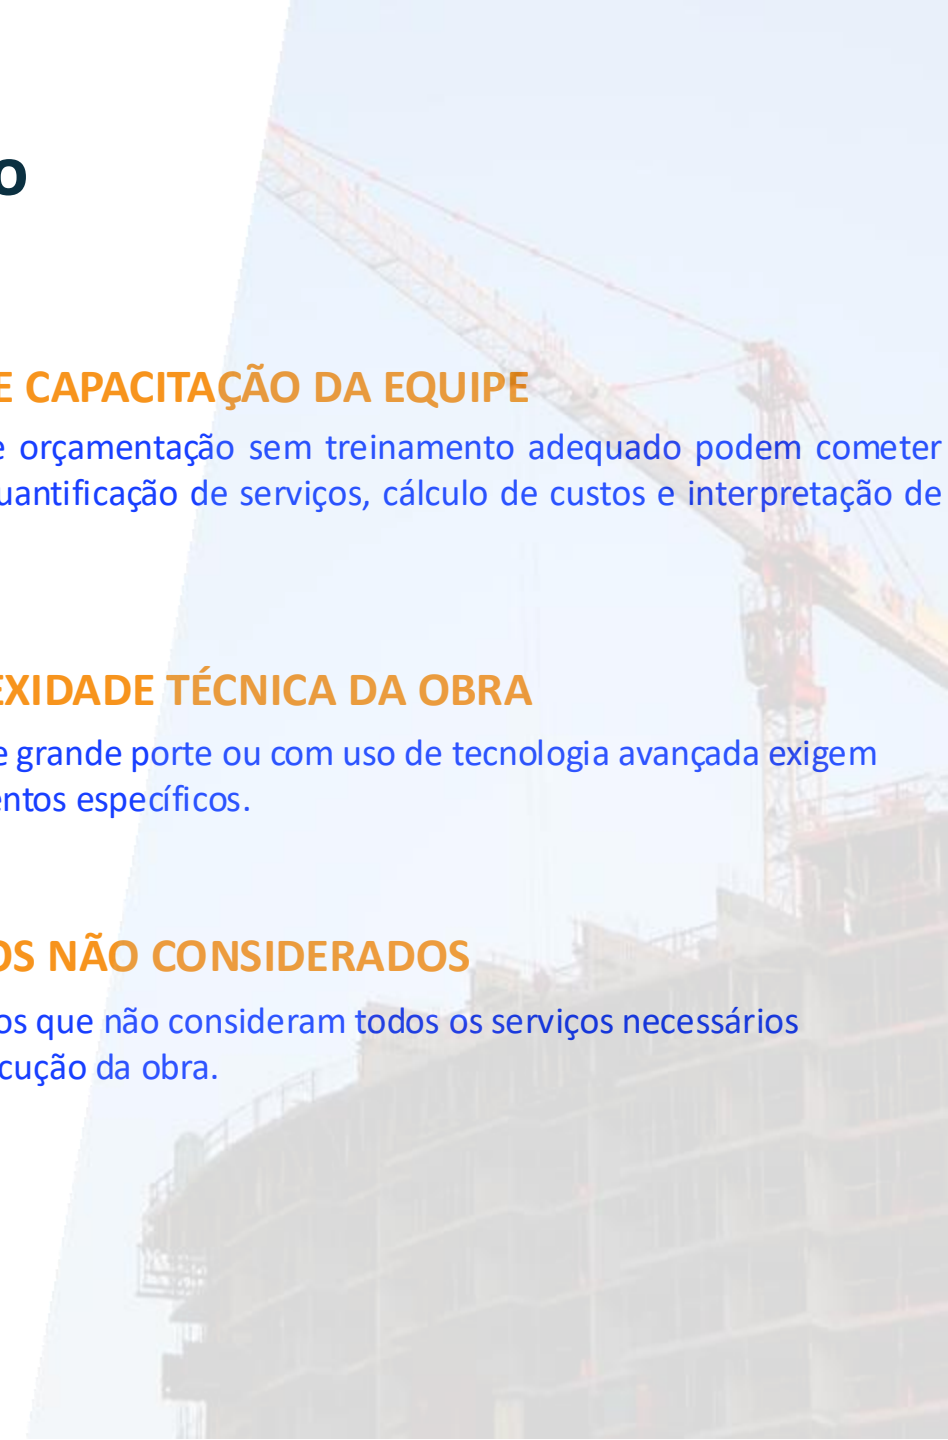 o
E CAPACITAÇÃO DA EQUIPE
e orçamentação sem treinamento adequado podem cometer
uantificação de serviços, cálculo de custos e interpretação de
EXIDADE TÉCNICA DA OBRA
e grande porte ou com uso de tecnologia avançada exigem
entos específicos.
OS NÃO CONSIDERADOS
os que não consideram todos os serviços necessários
cução da obra.